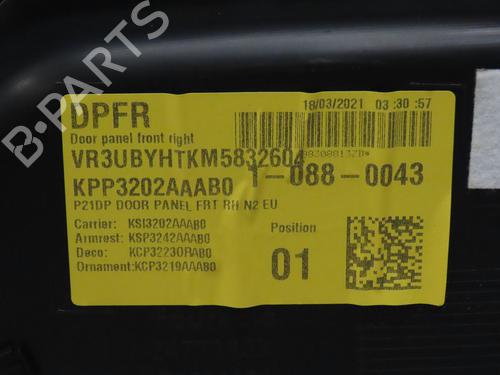 DPFR
18/03/2021 03:30:57
Door panel front right
VR3UBYHTKM5832604
KPP3202AAAB0 1-088-0043
P21DP DOOR PANEL FRT RH N2 EU
Carrier: KSI3202AAAB0
Armrest: KSP3242AAAB0
Deco: KCP3223ORAB0
Ornament: KCP3219AAAB0
Position
01